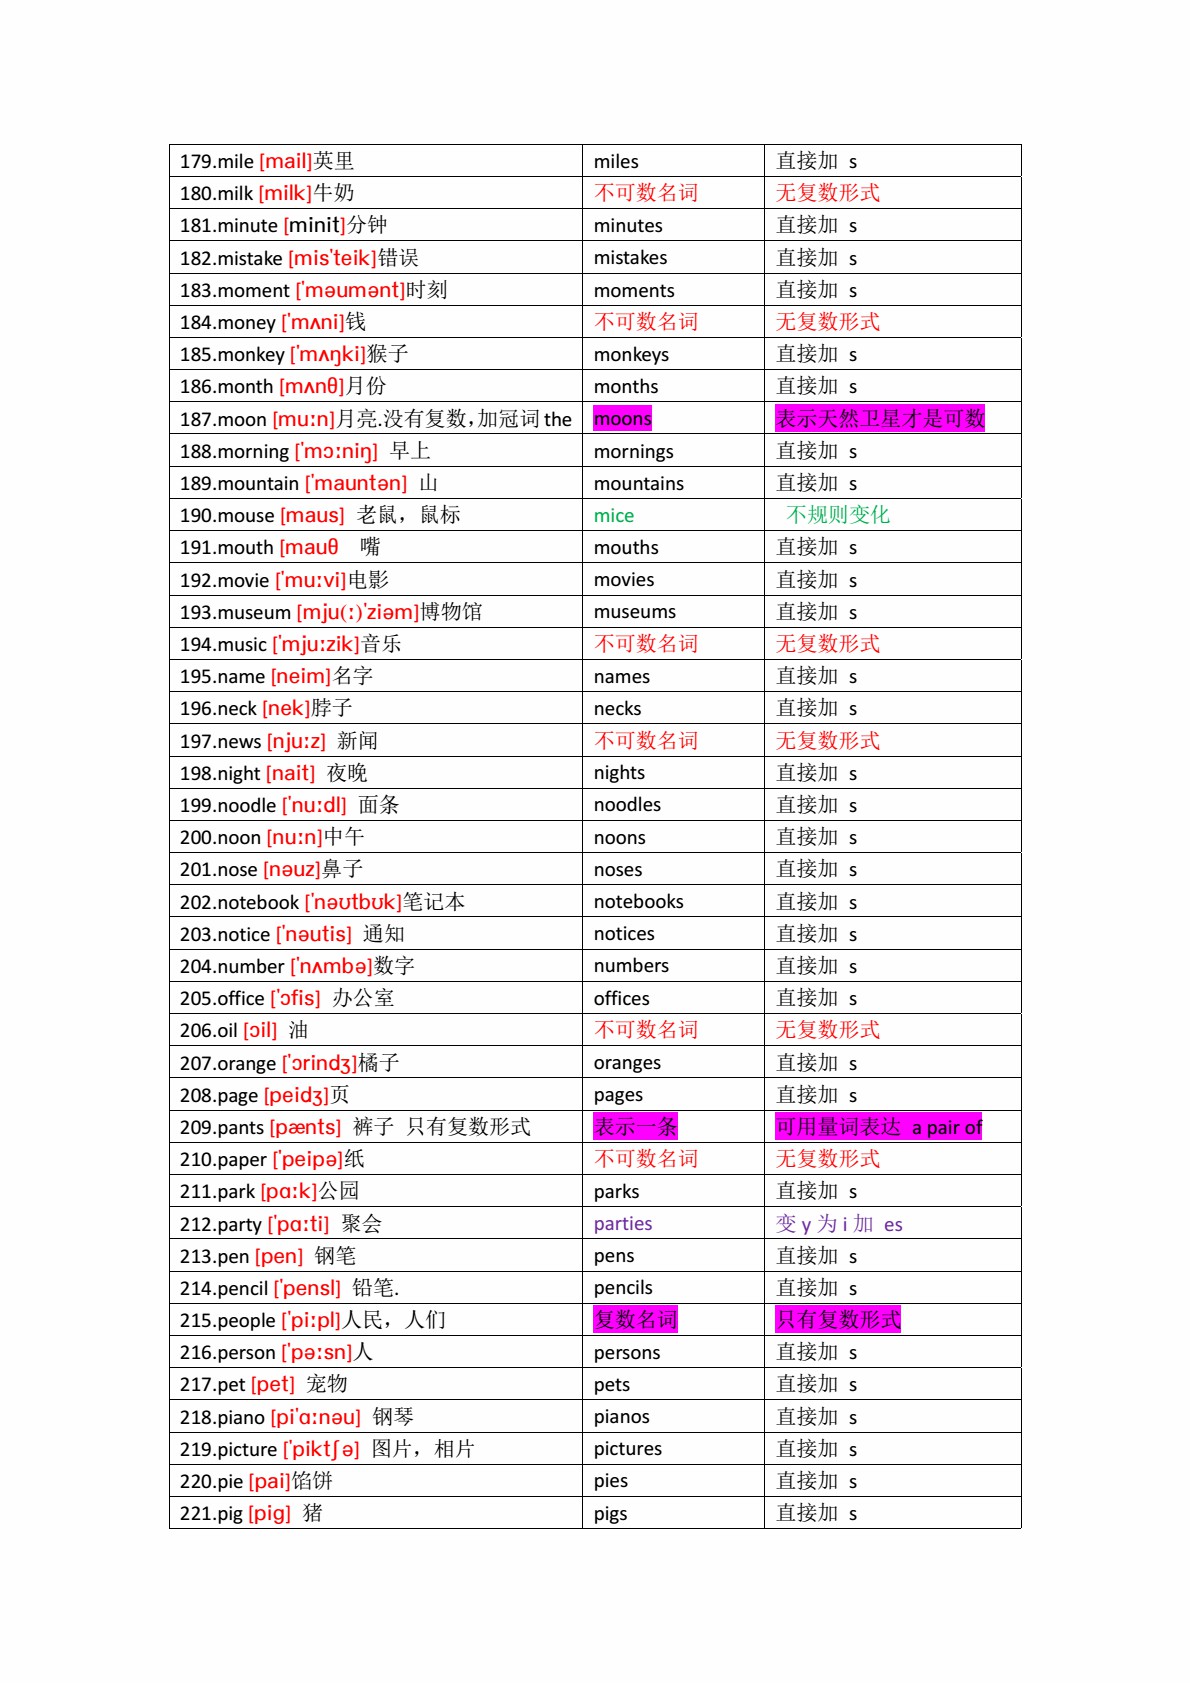 179.mile [mail]英里 miles 直接加 s
180.milk [milk]牛奶 不可数名词 无复数形式
181.minute [minit]分钟 minutes 直接加 s
182.mistake [mis'teik]错误 mistakes 直接加 s
183.moment ['məumənt]时刻 moments 直接加 s
184.money ['mʌni]钱 不可数名词 无复数形式
185.monkey ['mʌŋki]猴子 monkeys 直接加 s
186.month [mʌnθ]月份 months 直接加 s
187.moon [mu:n]月亮.没有复数,加冠词 the moons 表示天然卫星才是可数
188.morning ['mɔ:niŋ] 早上 mornings 直接加 s
189.mountain ['mauntən] 山 mountains 直接加 s
190.mouse [maus] 老鼠，鼠标 mice 不规则变化
191.mouth [mauθ 嘴 mouths 直接加 s
192.movie ['mu:vi]电影 movies 直接加 s
193.museum [mju(:)'ziəm]博物馆 museums 直接加 s
194.music ['mju:zik]音乐 不可数名词 无复数形式
195.name [neim]名字 names 直接加 s
196.neck [nek]脖子 necks 直接加 s
197.news [nju:z] 新闻 不可数名词 无复数形式
198.night [nait] 夜晚 nights 直接加 s
199.noodle ['nu:dl] 面条 noodles 直接加 s
200.noon [nu:n]中午 noons 直接加 s
201.nose [nəuz]鼻子 noses 直接加 s
202.notebook ['nəʊtbʊk]笔记本 notebooks 直接加 s
203.notice ['nəutis] 通知 notices 直接加 s
204.number ['nʌmbə]数字 numbers 直接加 s
205.office ['ɔfis] 办公室 offices 直接加 s
206.oil [ɔil] 油 不可数名词 无复数形式
207.orange ['ɔrindʒ]橘子 oranges 直接加 s
208.page [peidʒ]页 pages 直接加 s
209.pants [pænts] 裤子 只有复数形式 表示一条 可用量词表达 a pair of
210.paper ['peipə]纸 不可数名词 无复数形式
211.park [pɑ:k]公园 parks 直接加 s
212.party ['pɑ:ti] 聚会 parties 变 y 为 i 加 es
213.pen [pen] 钢笔 pens 直接加 s
214.pencil ['pensl] 铅笔. pencils 直接加 s
215.people ['pi:pl]人民，人们 复数名词 只有复数形式
216.person ['pə:sn]人 persons 直接加 s
217.pet [pet] 宠物 pets 直接加 s
218.piano [pi'ɑ:nəu] 钢琴 pianos 直接加 s
219.picture ['piktʃə] 图片，相片 pictures 直接加 s
220.pie [pai]馅饼 pies 直接加 s
221.pig [pig] 猪 pigs 直接加 s